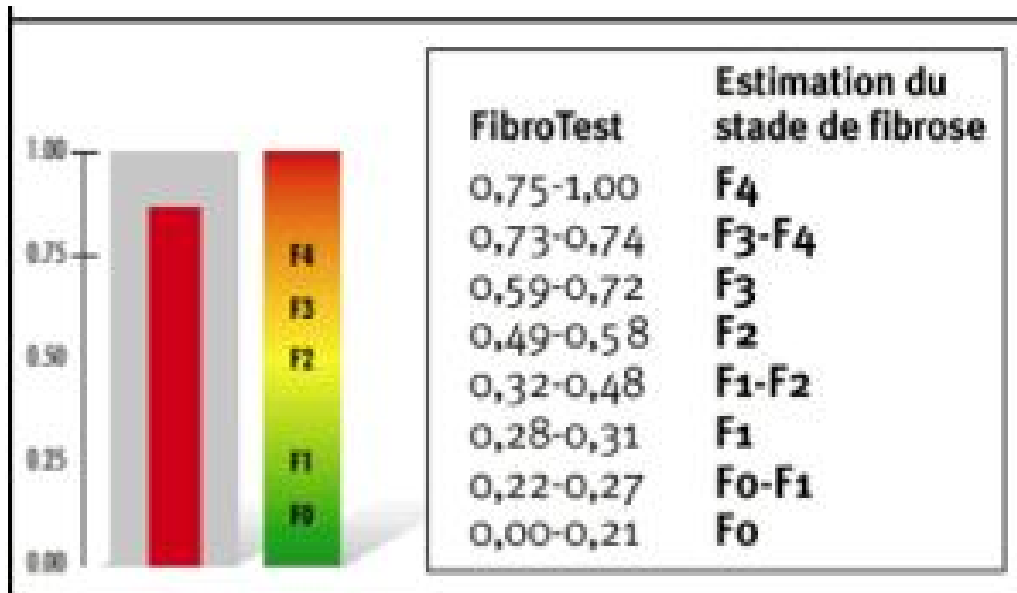 1.00
0.75
0.50
0.25
0.00
F4
F3
F2
F1
F0
FibroTest Estimation du stade de fibrose
0,75-1,00 F4
0,73-0,74 F3-F4
0,59-0,72 F3
0,49-0,58 F2
0,32-0,48 F1-F2
0,28-0,31 F1
0,22-0,27 F0-F1
0,00-0,21 F0